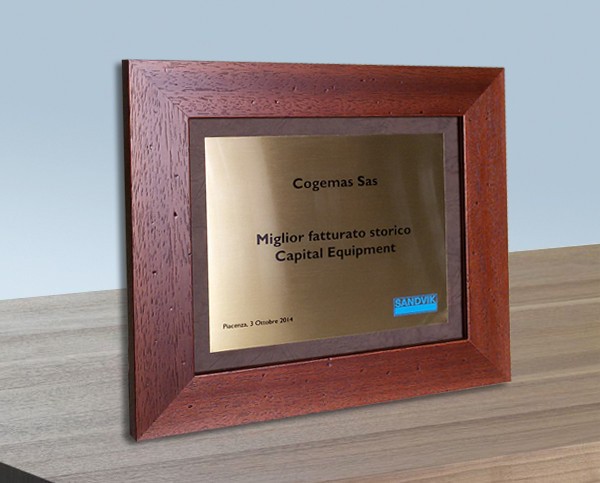 Cogemas Sas
Miglior fatturato storico
Capital Equipment
SANDVIK
Piacenza, 3 Ottobre 2014